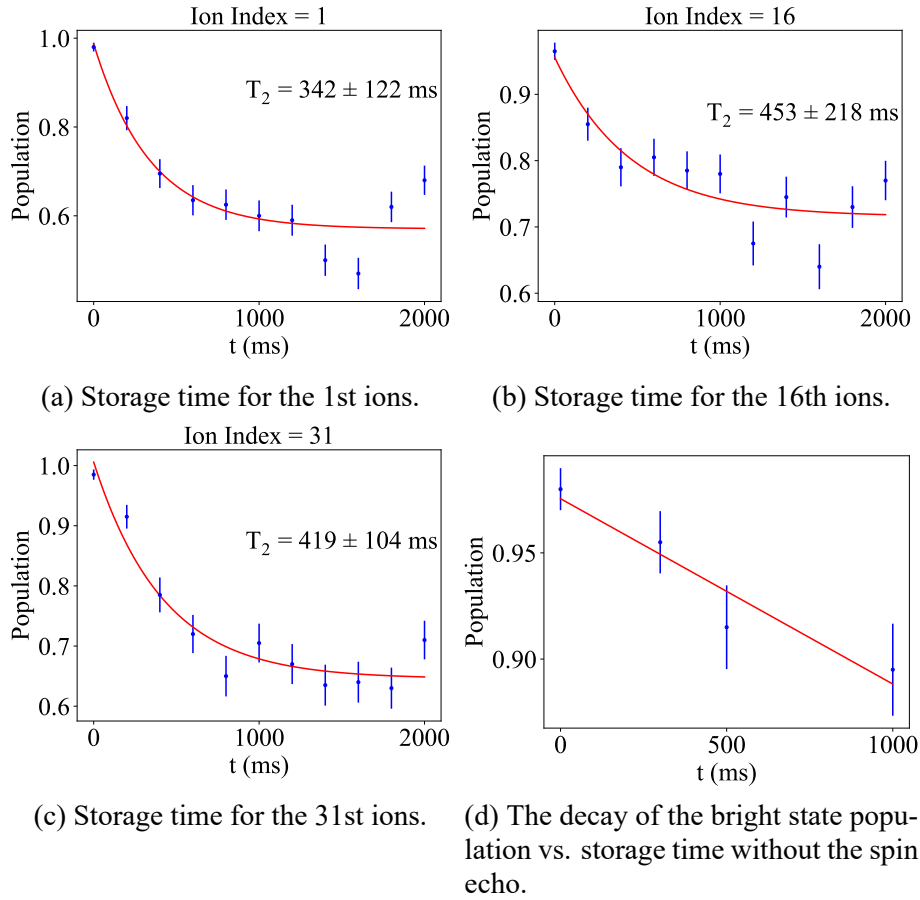 Ion Index = 1
T2 = 342 ± 122 ms
Population
1.0
0.8
0.6
0
1000
2000
t (ms)
(a) Storage time for the 1st ions.
Ion Index = 16
T2 = 453 ± 218 ms
Population
0.9
0.8
0.7
0.6
0
1000
2000
t (ms)
(b) Storage time for the 16th ions.
Ion Index = 31
T2 = 419 ± 104 ms
Population
1.0
0.9
0.8
0.7
0.6
0
1000
2000
t (ms)
(c) Storage time for the 31st ions.
Population
0.95
0.90
0
500
1000
t (ms)
(d) The decay of the bright state popu-
lation vs. storage time without the spin
echo.